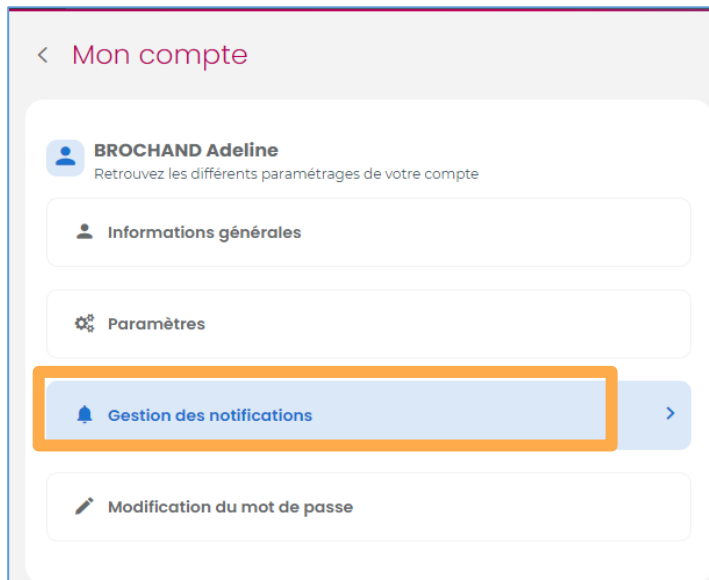 Mon compte
BROCHAND Adeline
Retrouvez les différents paramétrages de votre compte
Informations générales
Paramètres
Gestion des notifications
Modification du mot de passe